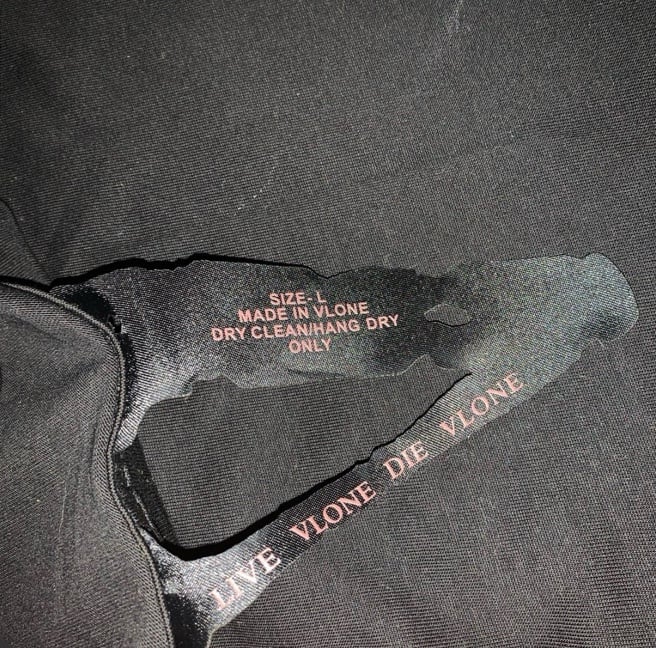 SIZE- L
MADE IN VLONE
DRY CLEAN/HANG DRY
ONLY
LIVE VLONE DIE VLONE